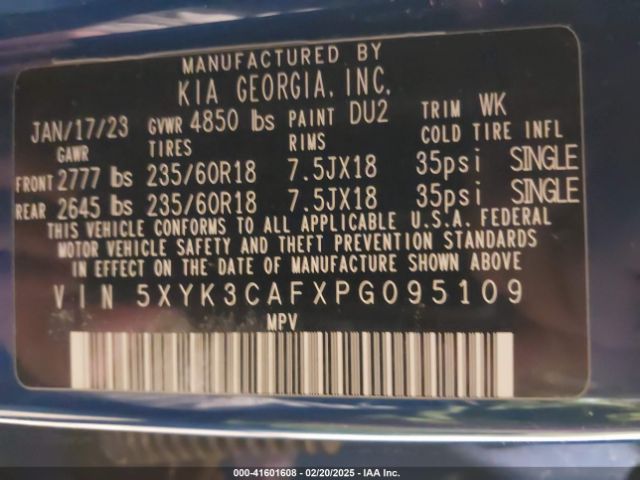 MANUFACTURED BY
KIA GEORGIA, INC.
JAN/17/23 GVWR 4850 lbs PAINT DU2 TRIM WK
GAWR TIRES RIMS COLD TIRE INFL
FRONT 2777 lbs 235/60R18 7.5JX18 35psi SINGLE
REAR 2645 lbs 235/60R18 7.5JX18 35psi SINGLE
THIS VEHICLE CONFORMS TO ALL APPLICABLE U.S.A. FEDERAL
MOTOR VEHICLE SAFETY AND THEFT PREVENTION STANDARDS
IN EFFECT ON THE DATE OF MANUFACTURE SHOWN ABOVE
VIN 5XYK3CAFXPG095109
MPV
000-41601608 - 02/20/2025 - IAA Inc.